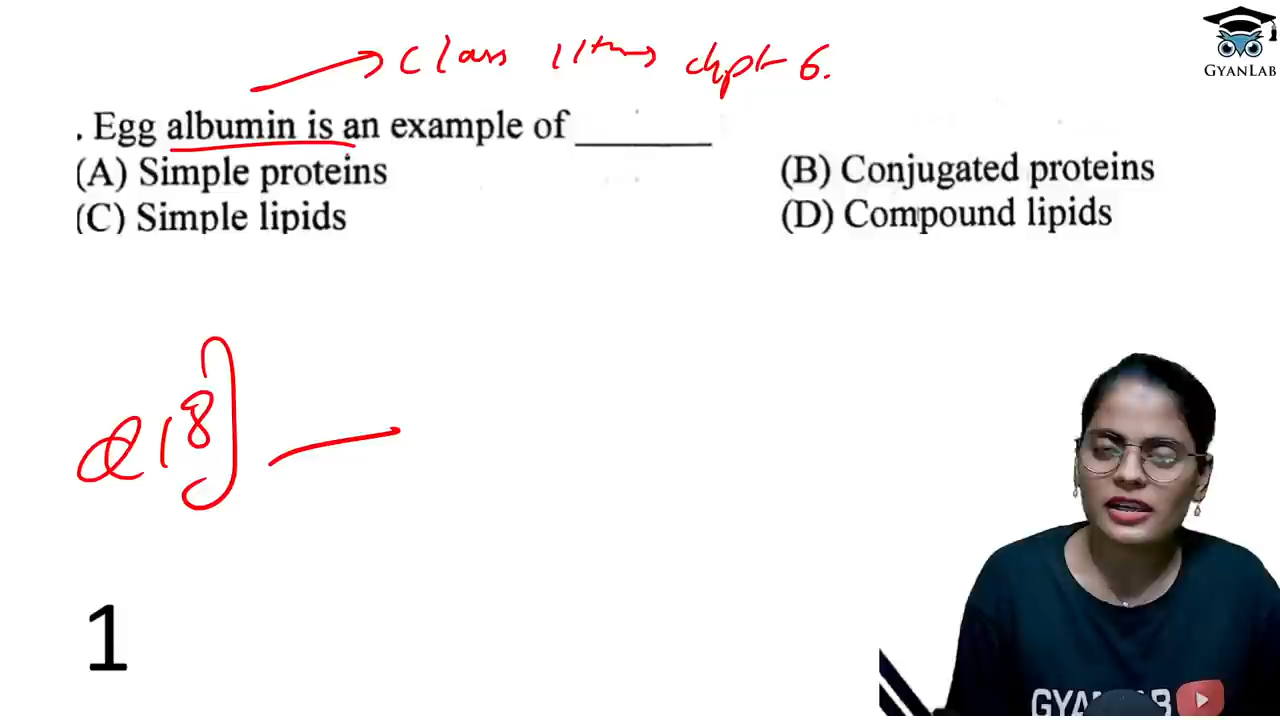 GYANLAB
Class 11th chpt- 6.
. Egg albumin is an example of ________
(A) Simple proteins
(B) Conjugated proteins
(C) Simple lipids
(D) Compound lipids
1
GYANLAB